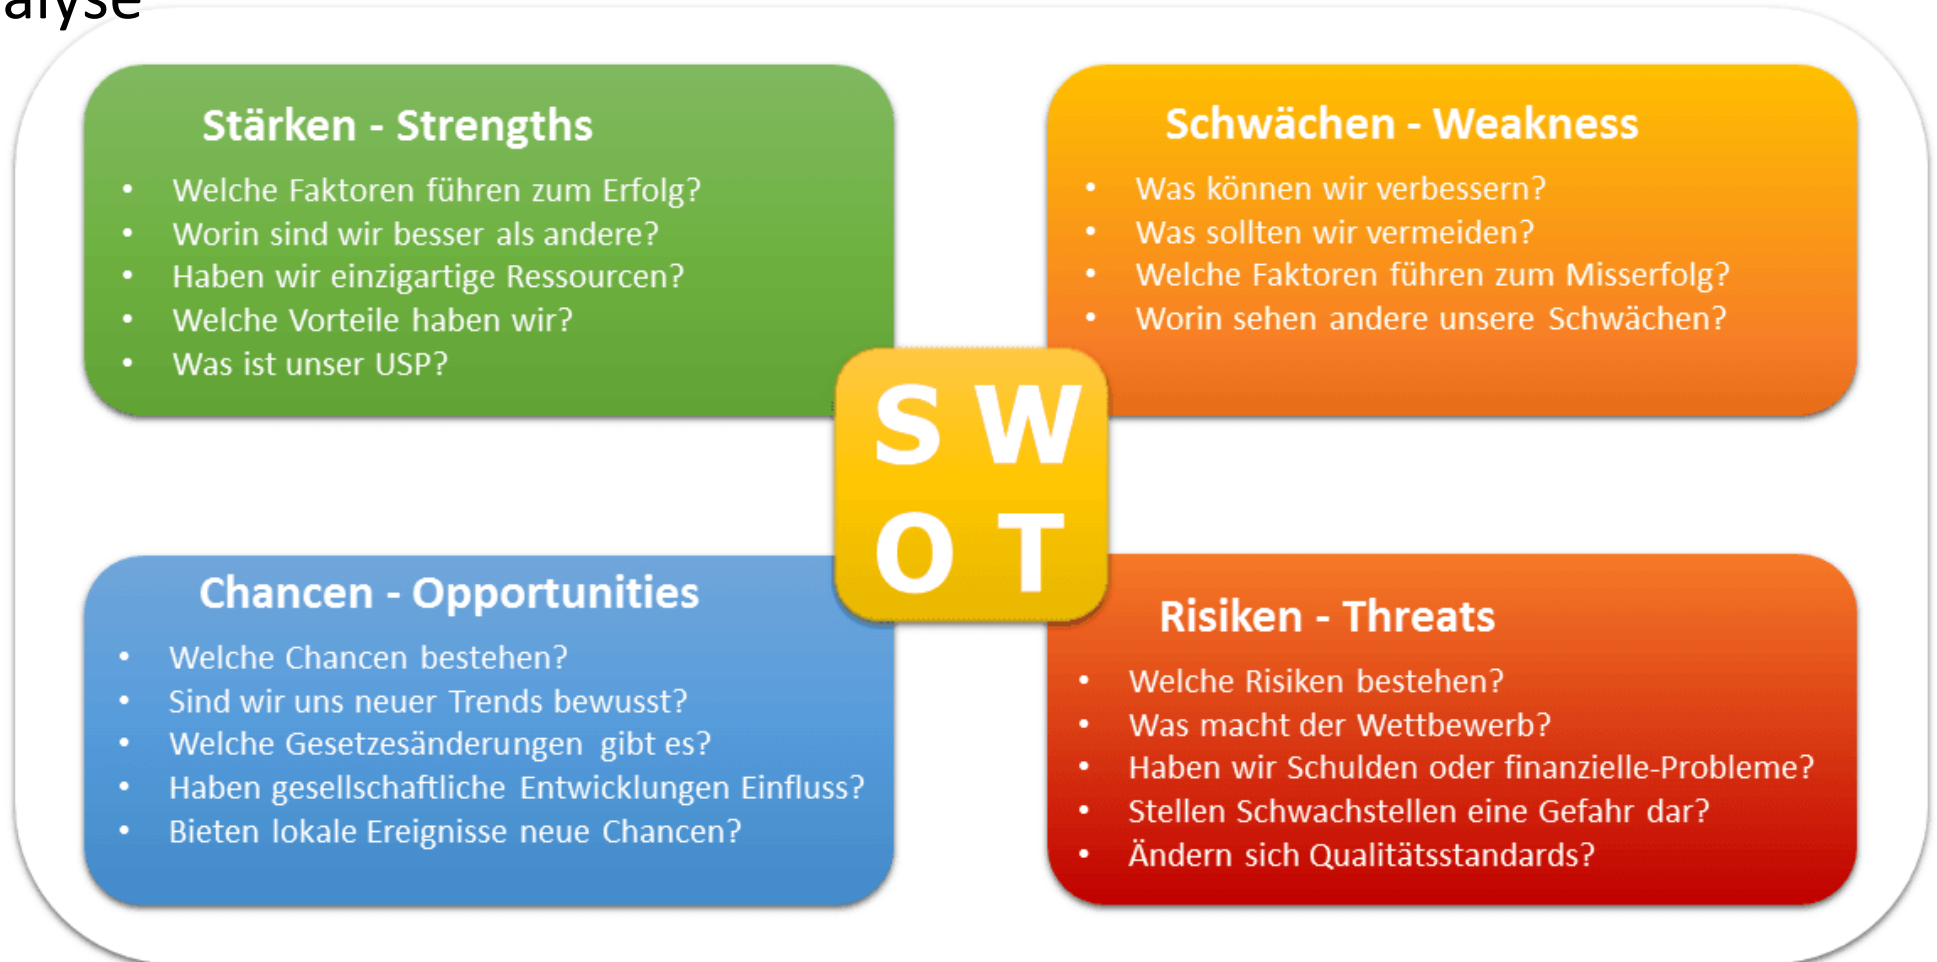 alyse
Stärken - Strengths
• Welche Faktoren führen zum Erfolg?
• Worin sind wir besser als andere?
• Haben wir einzigartige Ressourcen?
• Welche Vorteile haben wir?
• Was ist unser USP?
Schwächen - Weakness
• Was können wir verbessern?
• Was sollten wir vermeiden?
• Welche Faktoren führen zum Misserfolg?
• Worin sehen andere unsere Schwächen?
S W
O T
Chancen - Opportunities
• Welche Chancen bestehen?
• Sind wir uns neuer Trends bewusst?
• Welche Gesetzesänderungen gibt es?
• Haben gesellschaftliche Entwicklungen Einfluss?
• Bieten lokale Ereignisse neue Chancen?
Risiken - Threats
• Welche Risiken bestehen?
• Was macht der Wettbewerb?
• Haben wir Schulden oder finanzielle-Probleme?
• Stellen Schwachstellen eine Gefahr dar?
• Ändern sich Qualitätsstandards?